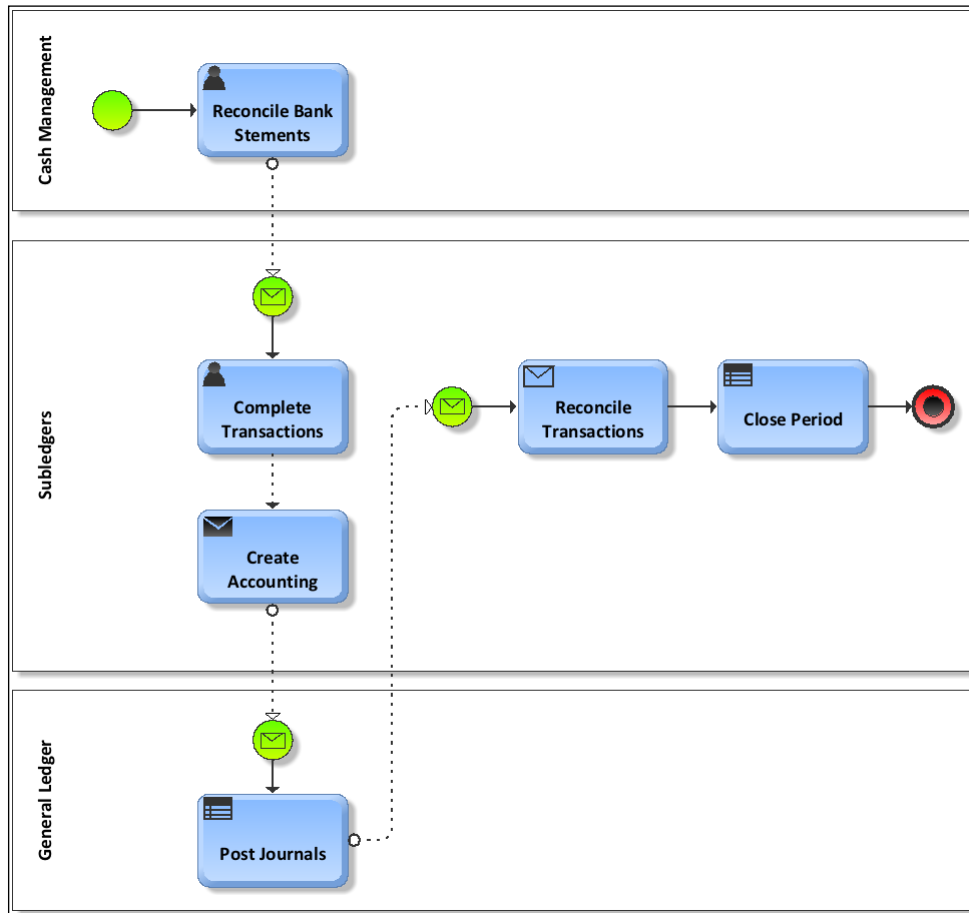 Cash Management
Reconcile Bank
Stements
Subledgers
Complete
Transactions
Reconcile
Transactions
Close Period
Create
Accounting
General Ledger
Post Journals